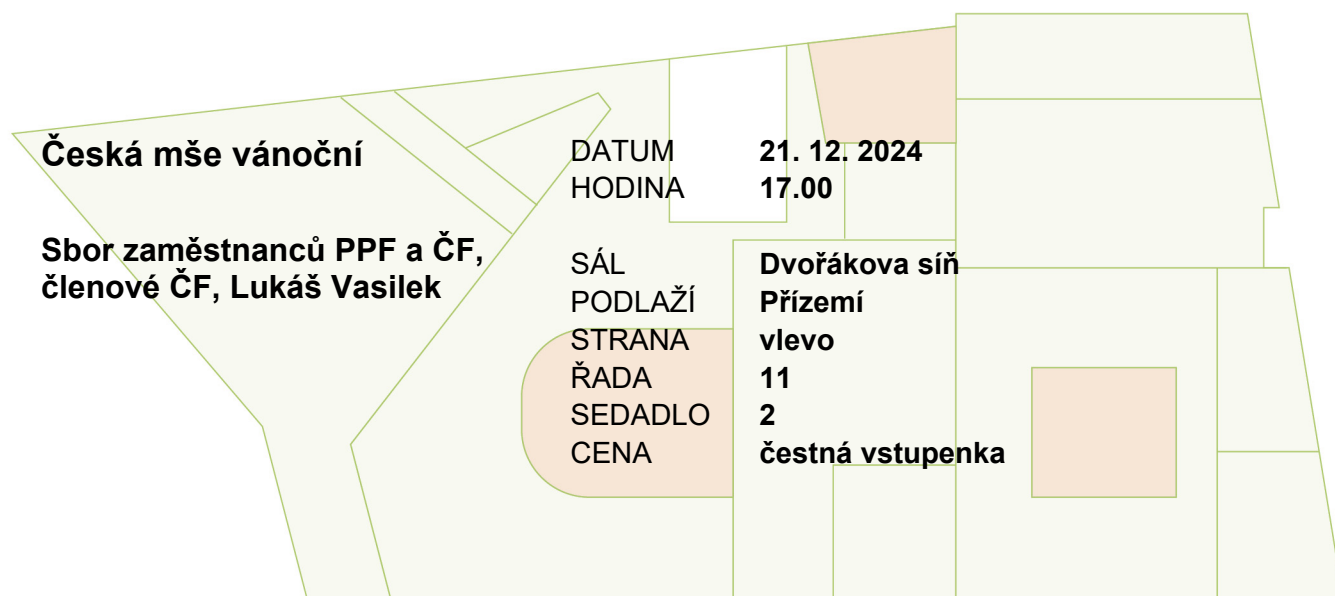 Česká mše vánoční
Sbor zaměstnanců PPF a ČF,
členové ČF, Lukáš Vasilek
DATUM 21. 12. 2024
HODINA 17.00
SÁL Dvořákova síň
PODLAŽÍ Přízemí
STRANA vlevo
ŘADA 11
SEDADLO 2
CENA čestná vstupenka